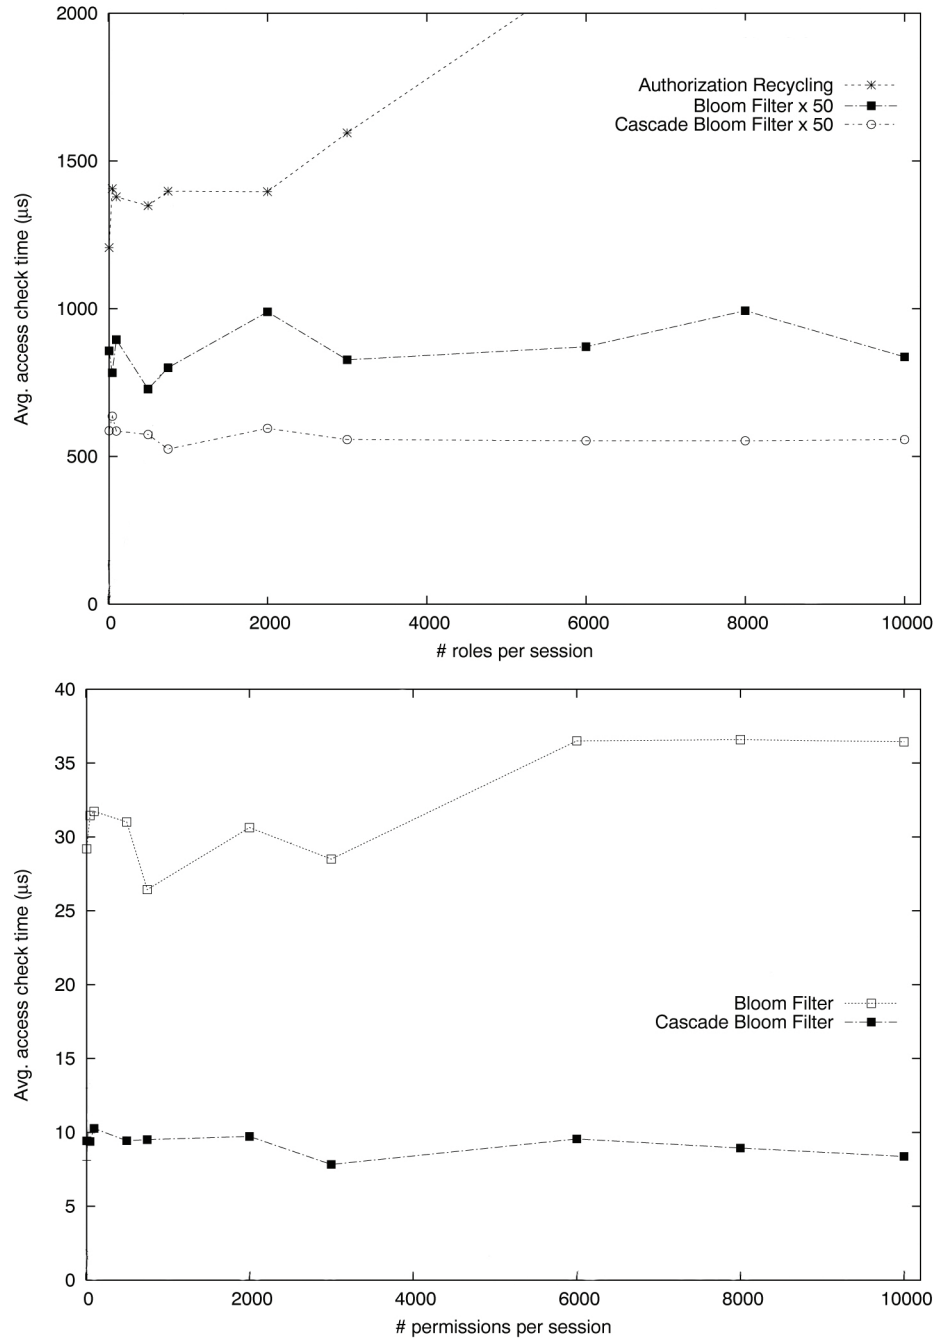 2000
Authorization Recycling
Bloom Filter x 50
Cascade Bloom Filter x 50
1500
1000
500
0
Avg. access check time (µs)
0 2000 4000 6000 8000 10000
# roles per session
40
35
30
25
20
Bloom Filter
Cascade Bloom Filter
15
10
5
0
Avg. access check time (µs)
0 2000 4000 6000 8000 10000
# permissions per session